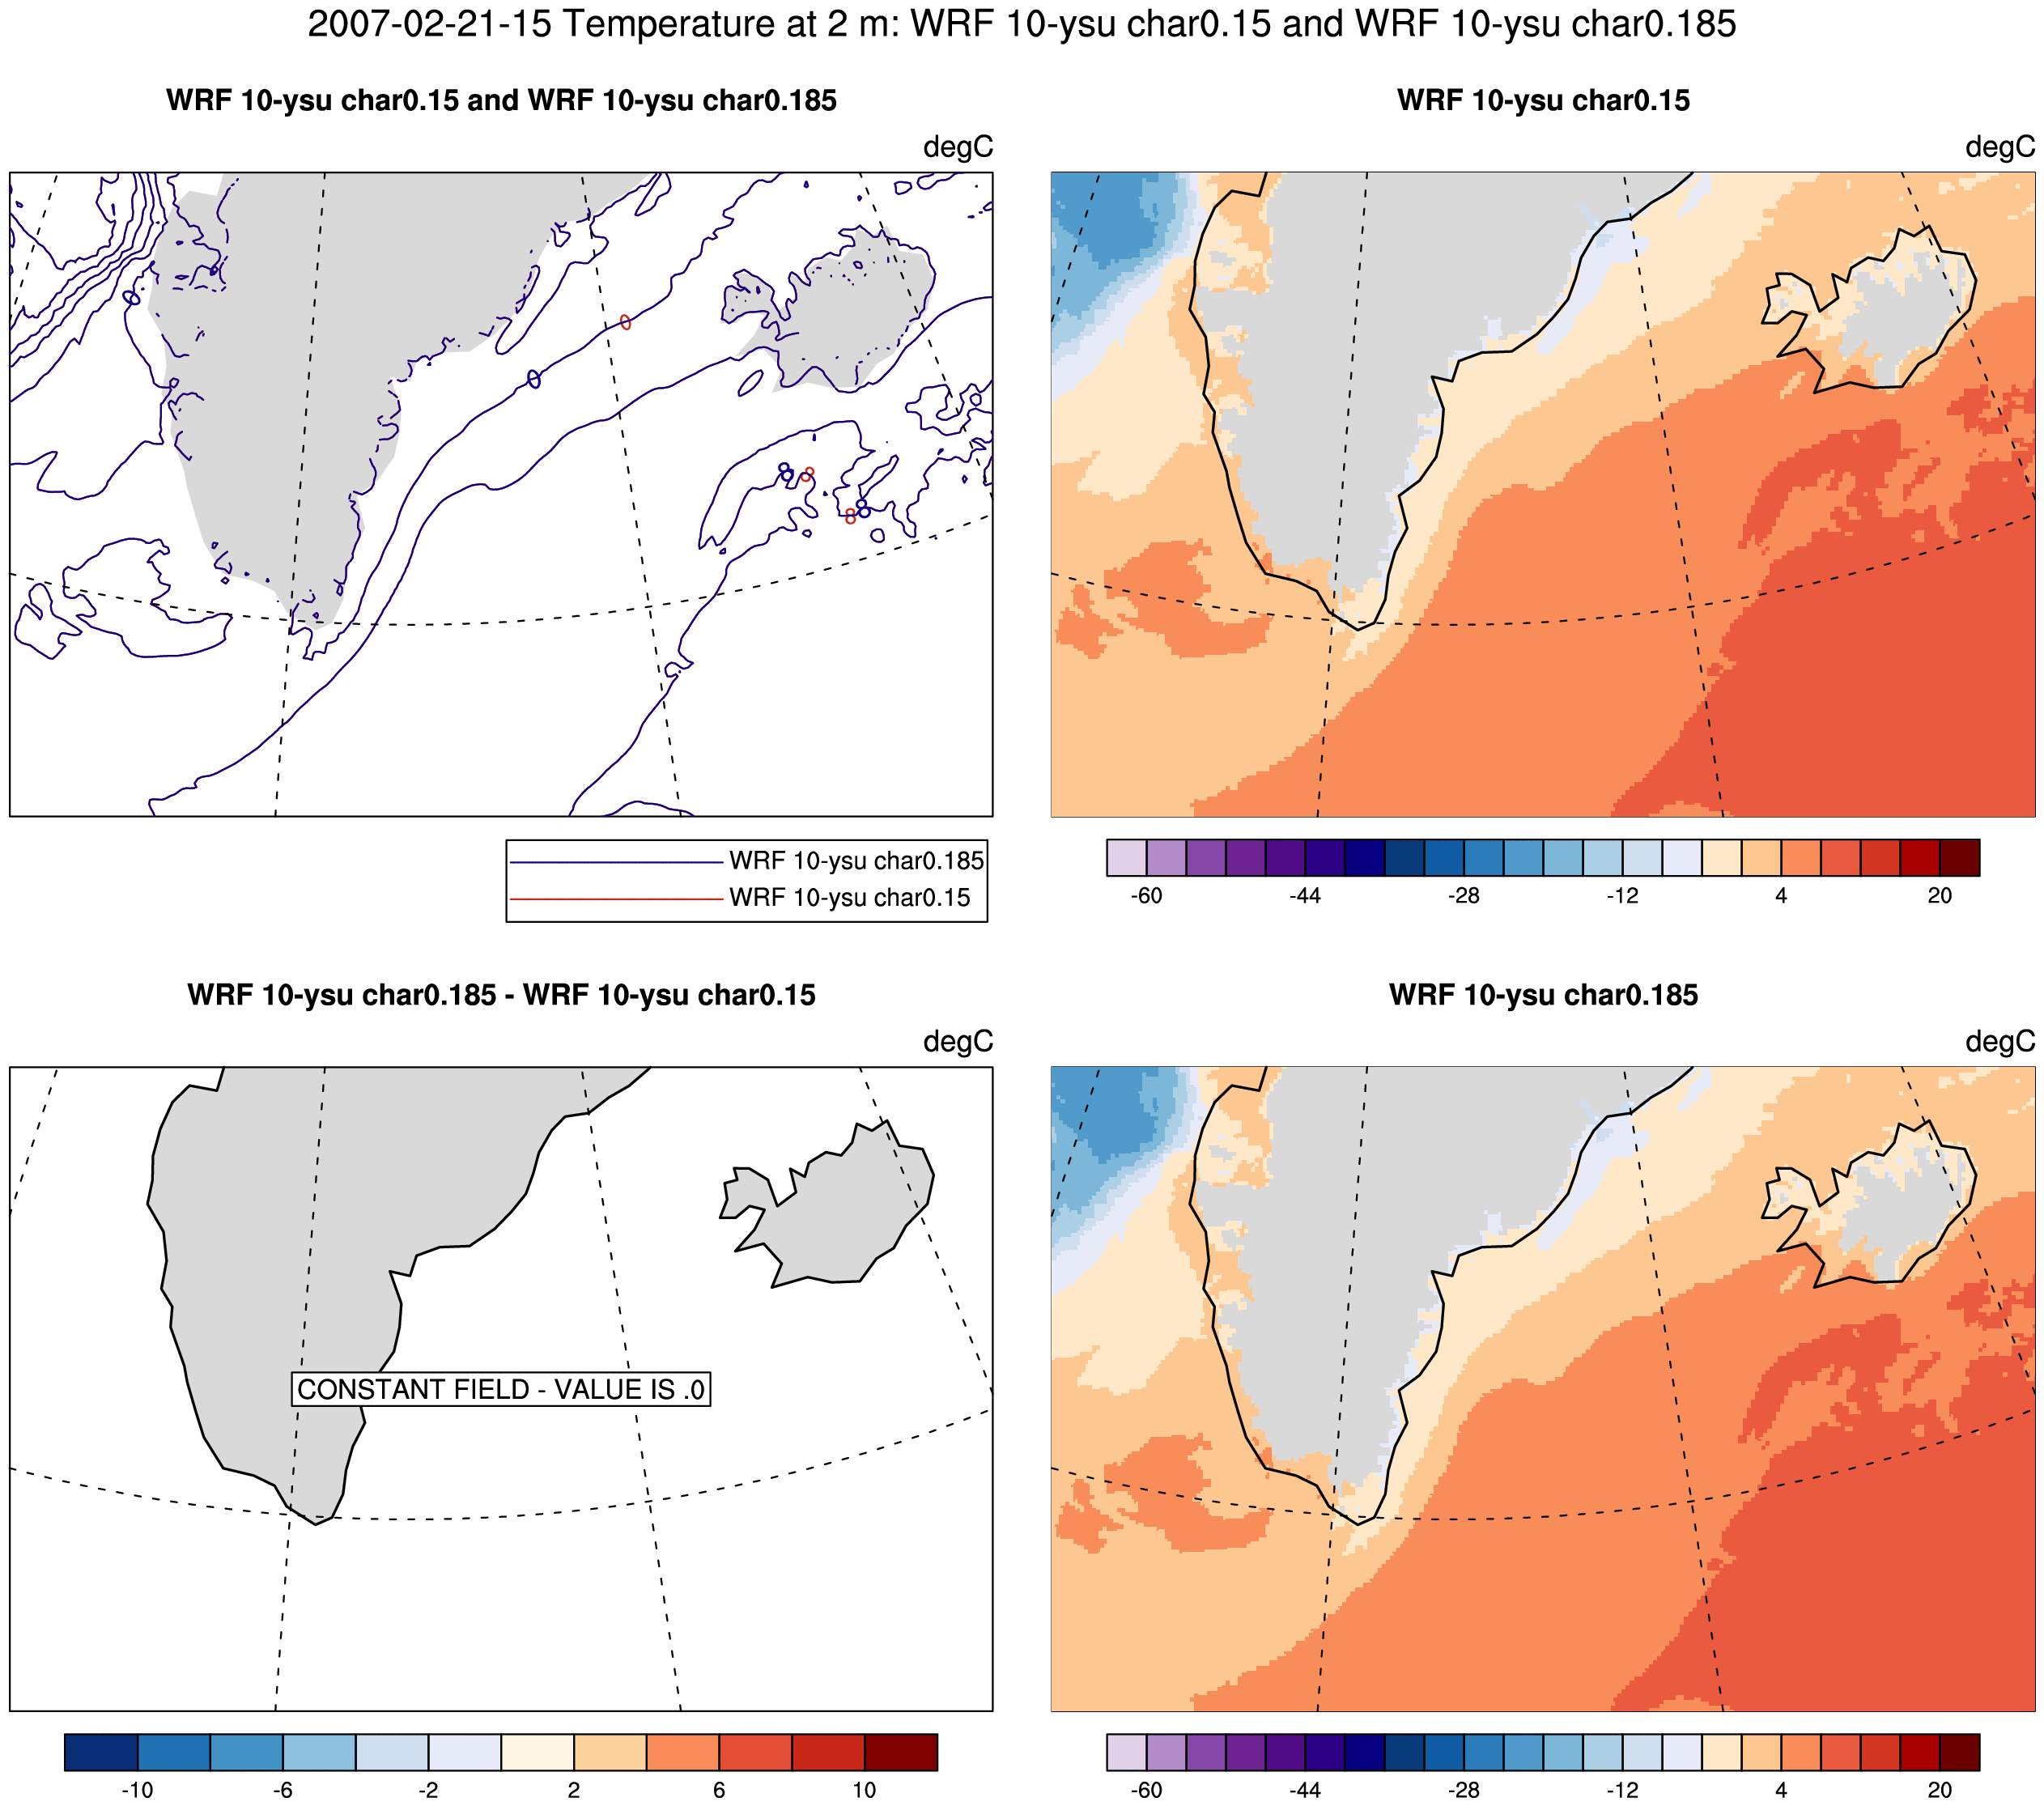 2007-02-21-15 Temperature at 2 m: WRF 10-ysu char0.15 and WRF 10-ysu char0.185
WRF 10-ysu char0.15 and WRF 10-ysu char0.185
degC
WRF 10-ysu char0.185
WRF 10-ysu char0.15
WRF 10-ysu char0.15
degC
-60 -44 -28 -12 4 20
WRF 10-ysu char0.185 - WRF 10-ysu char0.15
degC
CONSTANT FIELD - VALUE IS .0
-10 -6 -2 2 6 10
WRF 10-ysu char0.185
degC
-60 -44 -28 -12 4 20